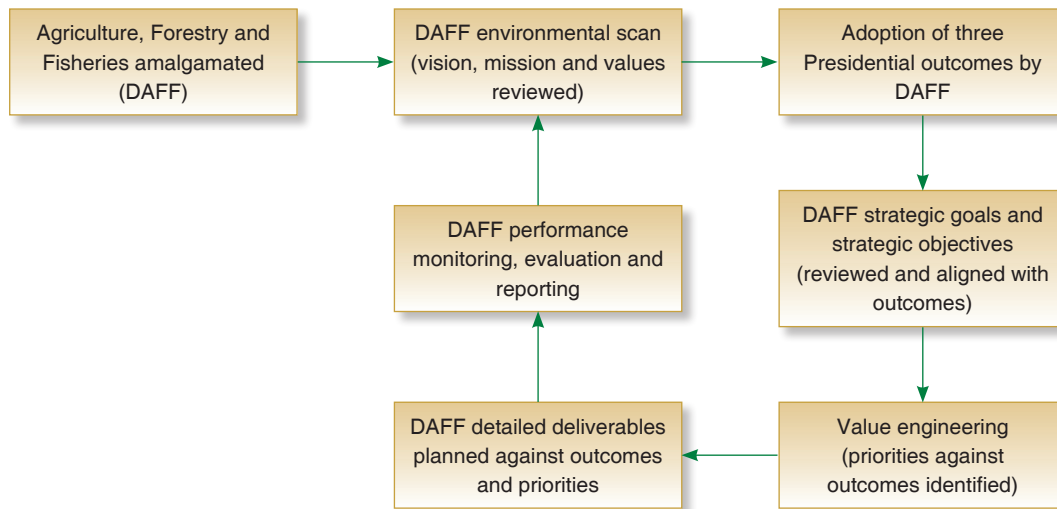 Agriculture, Forestry and
Fisheries amalgamated
(DAFF)
DAFF environmental scan
(vision, mission and values
reviewed)
Adoption of three
Presidential outcomes by
DAFF
DAFF strategic goals and
strategic objectives
(reviewed and aligned with
outcomes)
Value engineering
(priorities against
outcomes identified)
DAFF detailed deliverables
planned against outcomes
and priorities
DAFF performance
monitoring, evaluation and
reporting